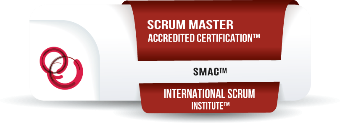 SCRUM MASTER
ACCREDITED CERTIFICATION™
SMAC™
INTERNATIONAL SCRUM
INSTITUTE™